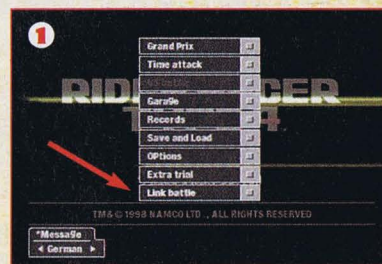 1
Grand Prix
Time attack
Garage
Records
Save and Load
Options
Extra trial
Link battle
TM & © 1998 NAMCO LTD., ALL RIGHTS RESERVED
*Message
◄ German ►